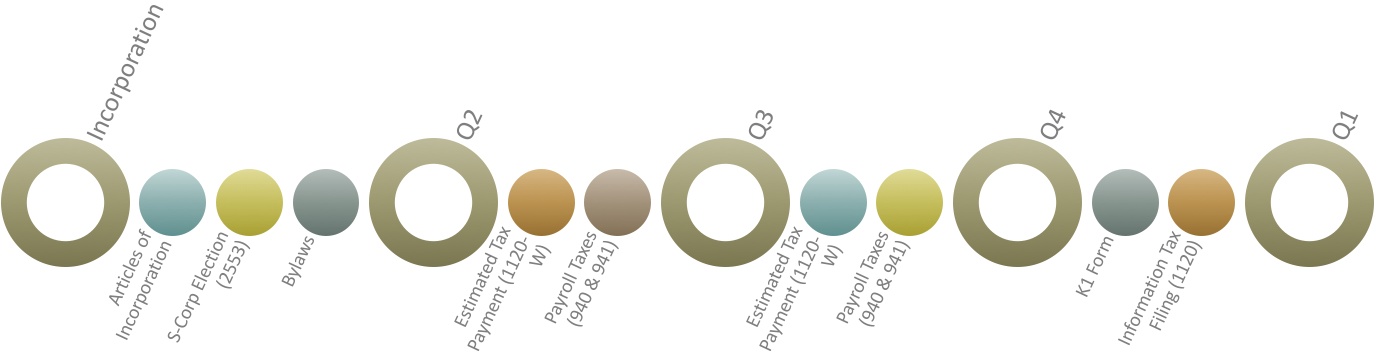 Incorporation
Articles of
Incorporation
S-Corp Election
(2553)
Bylaws
Q2
Estimated Tax
Payment (1120-
W)
Payroll Taxes
(940 & 941)
Q3
Estimated Tax
Payment (1120-
W)
Payroll Taxes
(940 & 941)
Q4
K1 Form
Information Tax
Filing (1120)
Q1